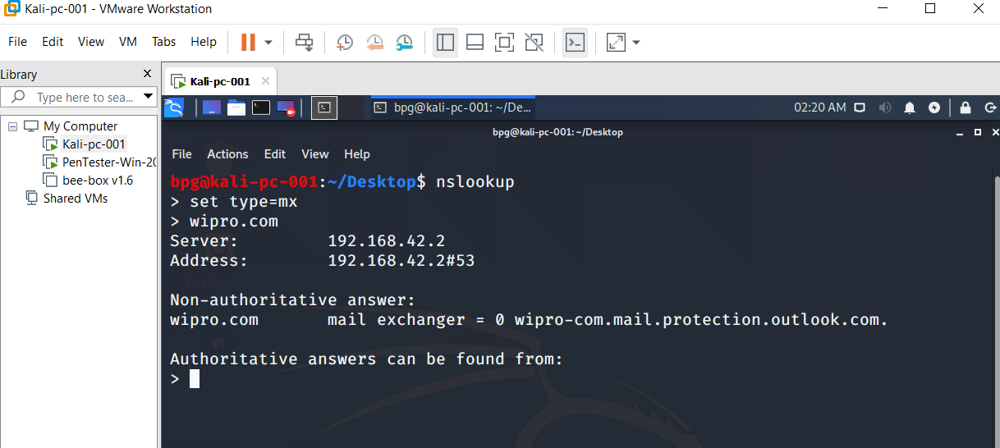 Kali-pc-001 - VMware Workstation
File Edit View VM Tabs Help
Library
Type here to sea...
My Computer
Kali-pc-001
PenTester-Win-20
bee-box v1.6
Shared VMs
Kali-pc-001
bpg@kali-pc-001: ~/De...
02:20 AM
bpg@kali-pc-001: ~/Desktop
File Actions Edit View Help
bpg@kali-pc-001:~/Desktop$ nslookup
> set type=mx
> wipro.com
Server: 192.168.42.2
Address: 192.168.42.2#53
File System
Non-authoritative answer:
wipro.com mail exchanger = 0 wipro-com.mail.protection.outlook.com.
Authoritative answers can be found from:
Home
>